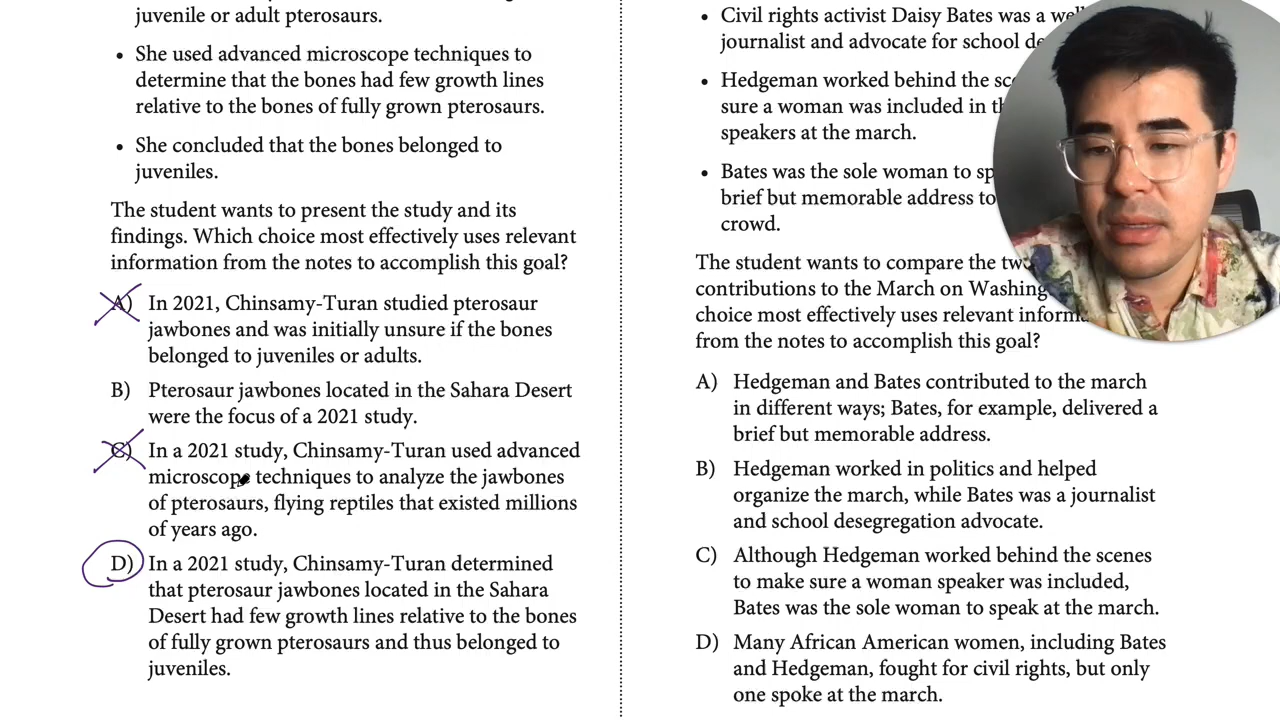 juvenile or adult pterosaurs.
• She used advanced microscope techniques to
determine that the bones had few growth lines
relative to the bones of fully grown pterosaurs.
• She concluded that the bones belonged to
juveniles.
The student wants to present the study and its
findings. Which choice most effectively uses relevant
information from the notes to accomplish this goal?
A) In 2021, Chinsamy-Turan studied pterosaur
jawbones and was initially unsure if the bones
belonged to juveniles or adults.
B) Pterosaur jawbones located in the Sahara Desert
were the focus of a 2021 study.
C) In a 2021 study, Chinsamy-Turan used advanced
microscope techniques to analyze the jawbones
of pterosaurs, flying reptiles that existed millions
of years ago.
D) In a 2021 study, Chinsamy-Turan determined
that pterosaur jawbones located in the Sahara
Desert had few growth lines relative to the bones
of fully grown pterosaurs and thus belonged to
juveniles.
• Civil rights activist Daisy Bates was a
journalist and advocate for school
• Hedgeman worked behind the
sure a woman was included in
speakers at the march.
• Bates was the sole woman to
brief but memorable address to
crowd.
The student wants to compare the
contributions to the March on
choice most effectively uses relevant
from the notes to accomplish this goal?
A) Hedgeman and Bates contributed to the march
in different ways; Bates, for example, delivered a
brief but memorable address.
B) Hedgeman worked in politics and helped
organize the march, while Bates was a journalist
and school desegregation advocate.
C) Although Hedgeman worked behind the scenes
to make sure a woman speaker was included,
Bates was the sole woman to speak at the march.
D) Many African American women, including Bates
and Hedgeman, fought for civil rights, but only
one spoke at the march.